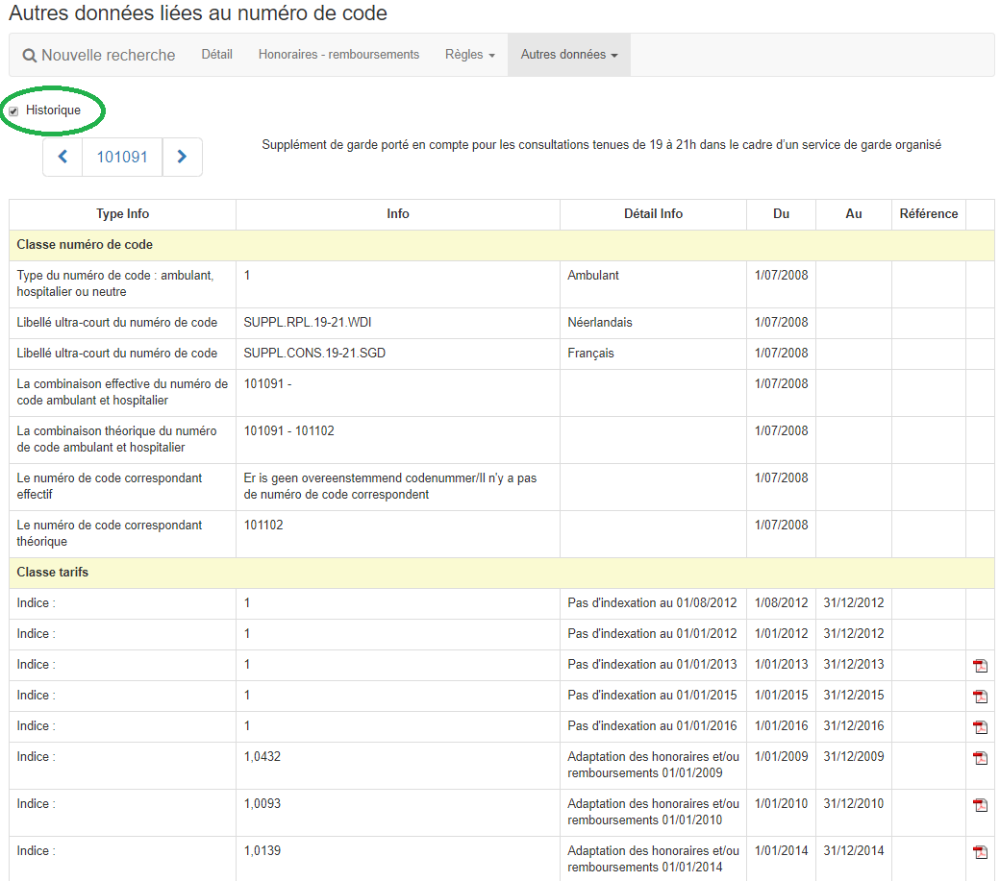 Autres données liées au numéro de code
Nouvelle recherche Détail Honoraires - remboursements Règles Autres données
Historique
101091
Supplément de garde porté en compte pour les consultations tenues de 19 à 21h dans le cadre d'un service de garde organisé
Type Info Info Détail Info Du Au Référence
Classe numéro de code
Type du numéro de code : ambulant, 1 Ambulant 1/07/2008
hospitalier ou neutre
Libellé ultra-court du numéro de code SUPPL.RPL.19-21.WDI Néerlandais 1/07/2008
Libellé ultra-court du numéro de code SUPPL.CONS.19-21.SGD Français 1/07/2008
La combinaison effective du numéro de 101091 - 1/07/2008
code ambulant et hospitalier
La combinaison théorique du numéro 101091 - 101102 1/07/2008
de code ambulant et hospitalier
Le numéro de code correspondant Er is geen overeenstemmend codenummer/Il n'y a pas 1/07/2008
effectif de numéro de code correspondent
Le numéro de code correspondant 101102 1/07/2008
théorique
Classe tarifs
Indice : 1 Pas d'indexation au 01/08/2012 1/08/2012 31/12/2012
Indice : 1 Pas d'indexation au 01/01/2012 1/01/2012 31/12/2012
Indice : 1 Pas d'indexation au 01/01/2013 1/01/2013 31/12/2013
Indice : 1 Pas d'indexation au 01/01/2015 1/01/2015 31/12/2015
Indice : 1 Pas d'indexation au 01/01/2016 1/01/2016 31/12/2016
Indice : 1,0432 Adaptation des honoraires et/ou 1/01/2009 31/12/2009
remboursements 01/01/2009
Indice : 1,0093 Adaptation des honoraires et/ou 1/01/2010 31/12/2010
remboursements 01/01/2010
Indice : 1,0139 Adaptation des honoraires et/ou 1/01/2014 31/12/2014
remboursements 01/01/2014